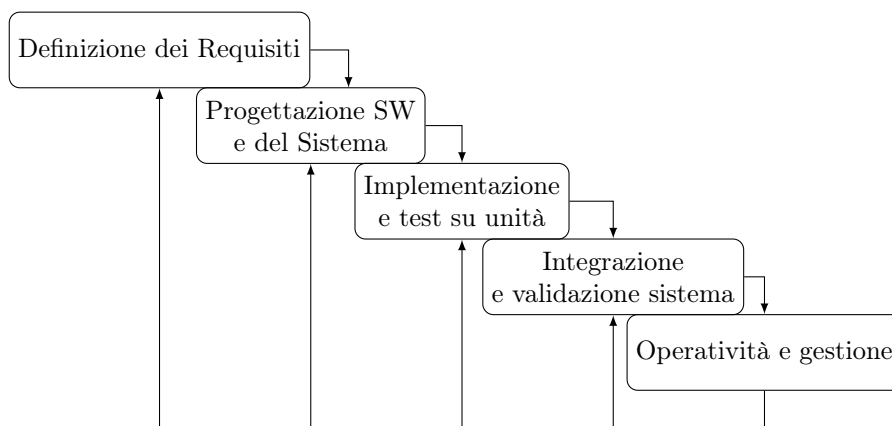 Definizione dei Requisiti
Progettazione SW
e del Sistema
Implementazione
e test su unità
Integrazione
e validazione sistema
Operatività e gestione